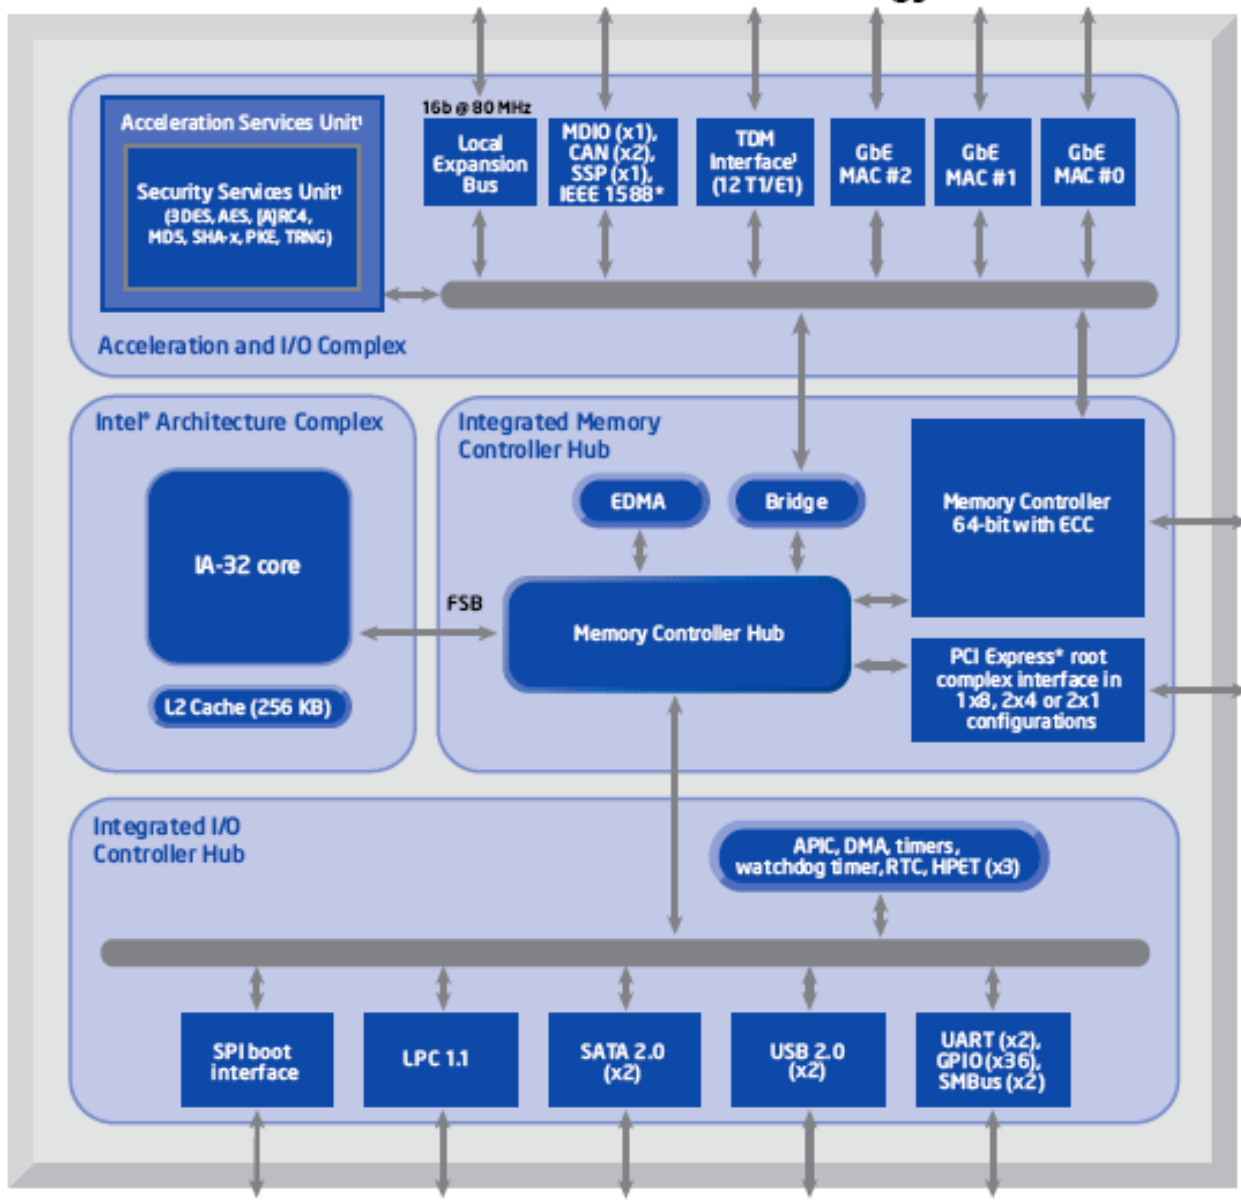 16b @ 80 MHz
Acceleration Services Unit¹
Security Services Unit¹
(3DES, AES, [A]RC4,
MD5, SHA-x, PKE, TRNG)
Local
Expansion
Bus
MDIO (x1),
CAN (x2),
SSP (x1),
IEEE 1588*
TDM
Interface¹
(12 T1/E1)
GbE
MAC #2
GbE
MAC #1
GbE
MAC #0
Acceleration and I/O Complex
Intel® Architecture Complex
IA-32 core
L2 Cache (256 KB)
FSB
Integrated Memory
Controller Hub
EDMA
Bridge
Memory Controller
64-bit with ECC
Memory Controller Hub
PCI Express* root
complex interface in
1x8, 2x4 or 2x1
configurations
Integrated I/O
Controller Hub
APIC, DMA, timers,
watchdog timer, RTC, HPET (x3)
SPI boot
interface
LPC 1.1
SATA 2.0
(x2)
USB 2.0
(x2)
UART (x2),
GPIO (x36),
SMBus (x2)